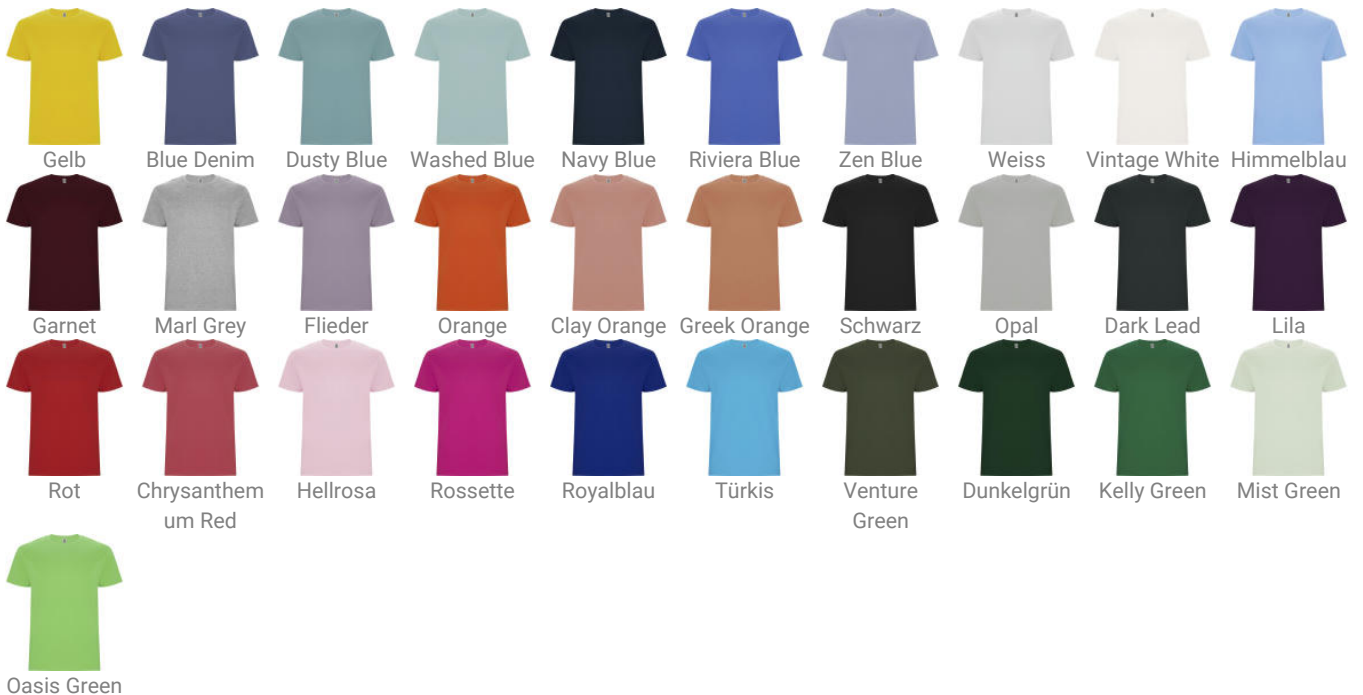 Gelb Blue Denim Dusty Blue Washed Blue Navy Blue Riviera Blue Zen Blue Weiss Vintage White Himmelblau
Garnet Marl Grey Flieder Orange Clay Orange Greek Orange Schwarz Opal Dark Lead Lila
Rot Chrysanthem Hellrosa Rossette Royalblau Türkis Venture Dunkelgrün Kelly Green Mist Green
um Red Green
Oasis Green